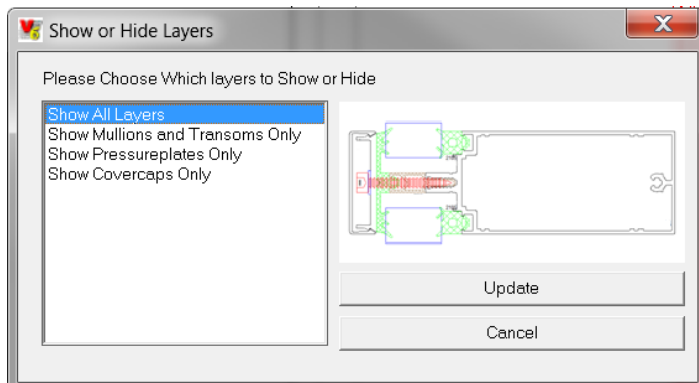 Show or Hide Layers
Please Choose Which layers to Show or Hide
Show All Layers
Show Mullions and Transoms Only
Show Pressureplates Only
Show Covercaps Only
Update
Cancel